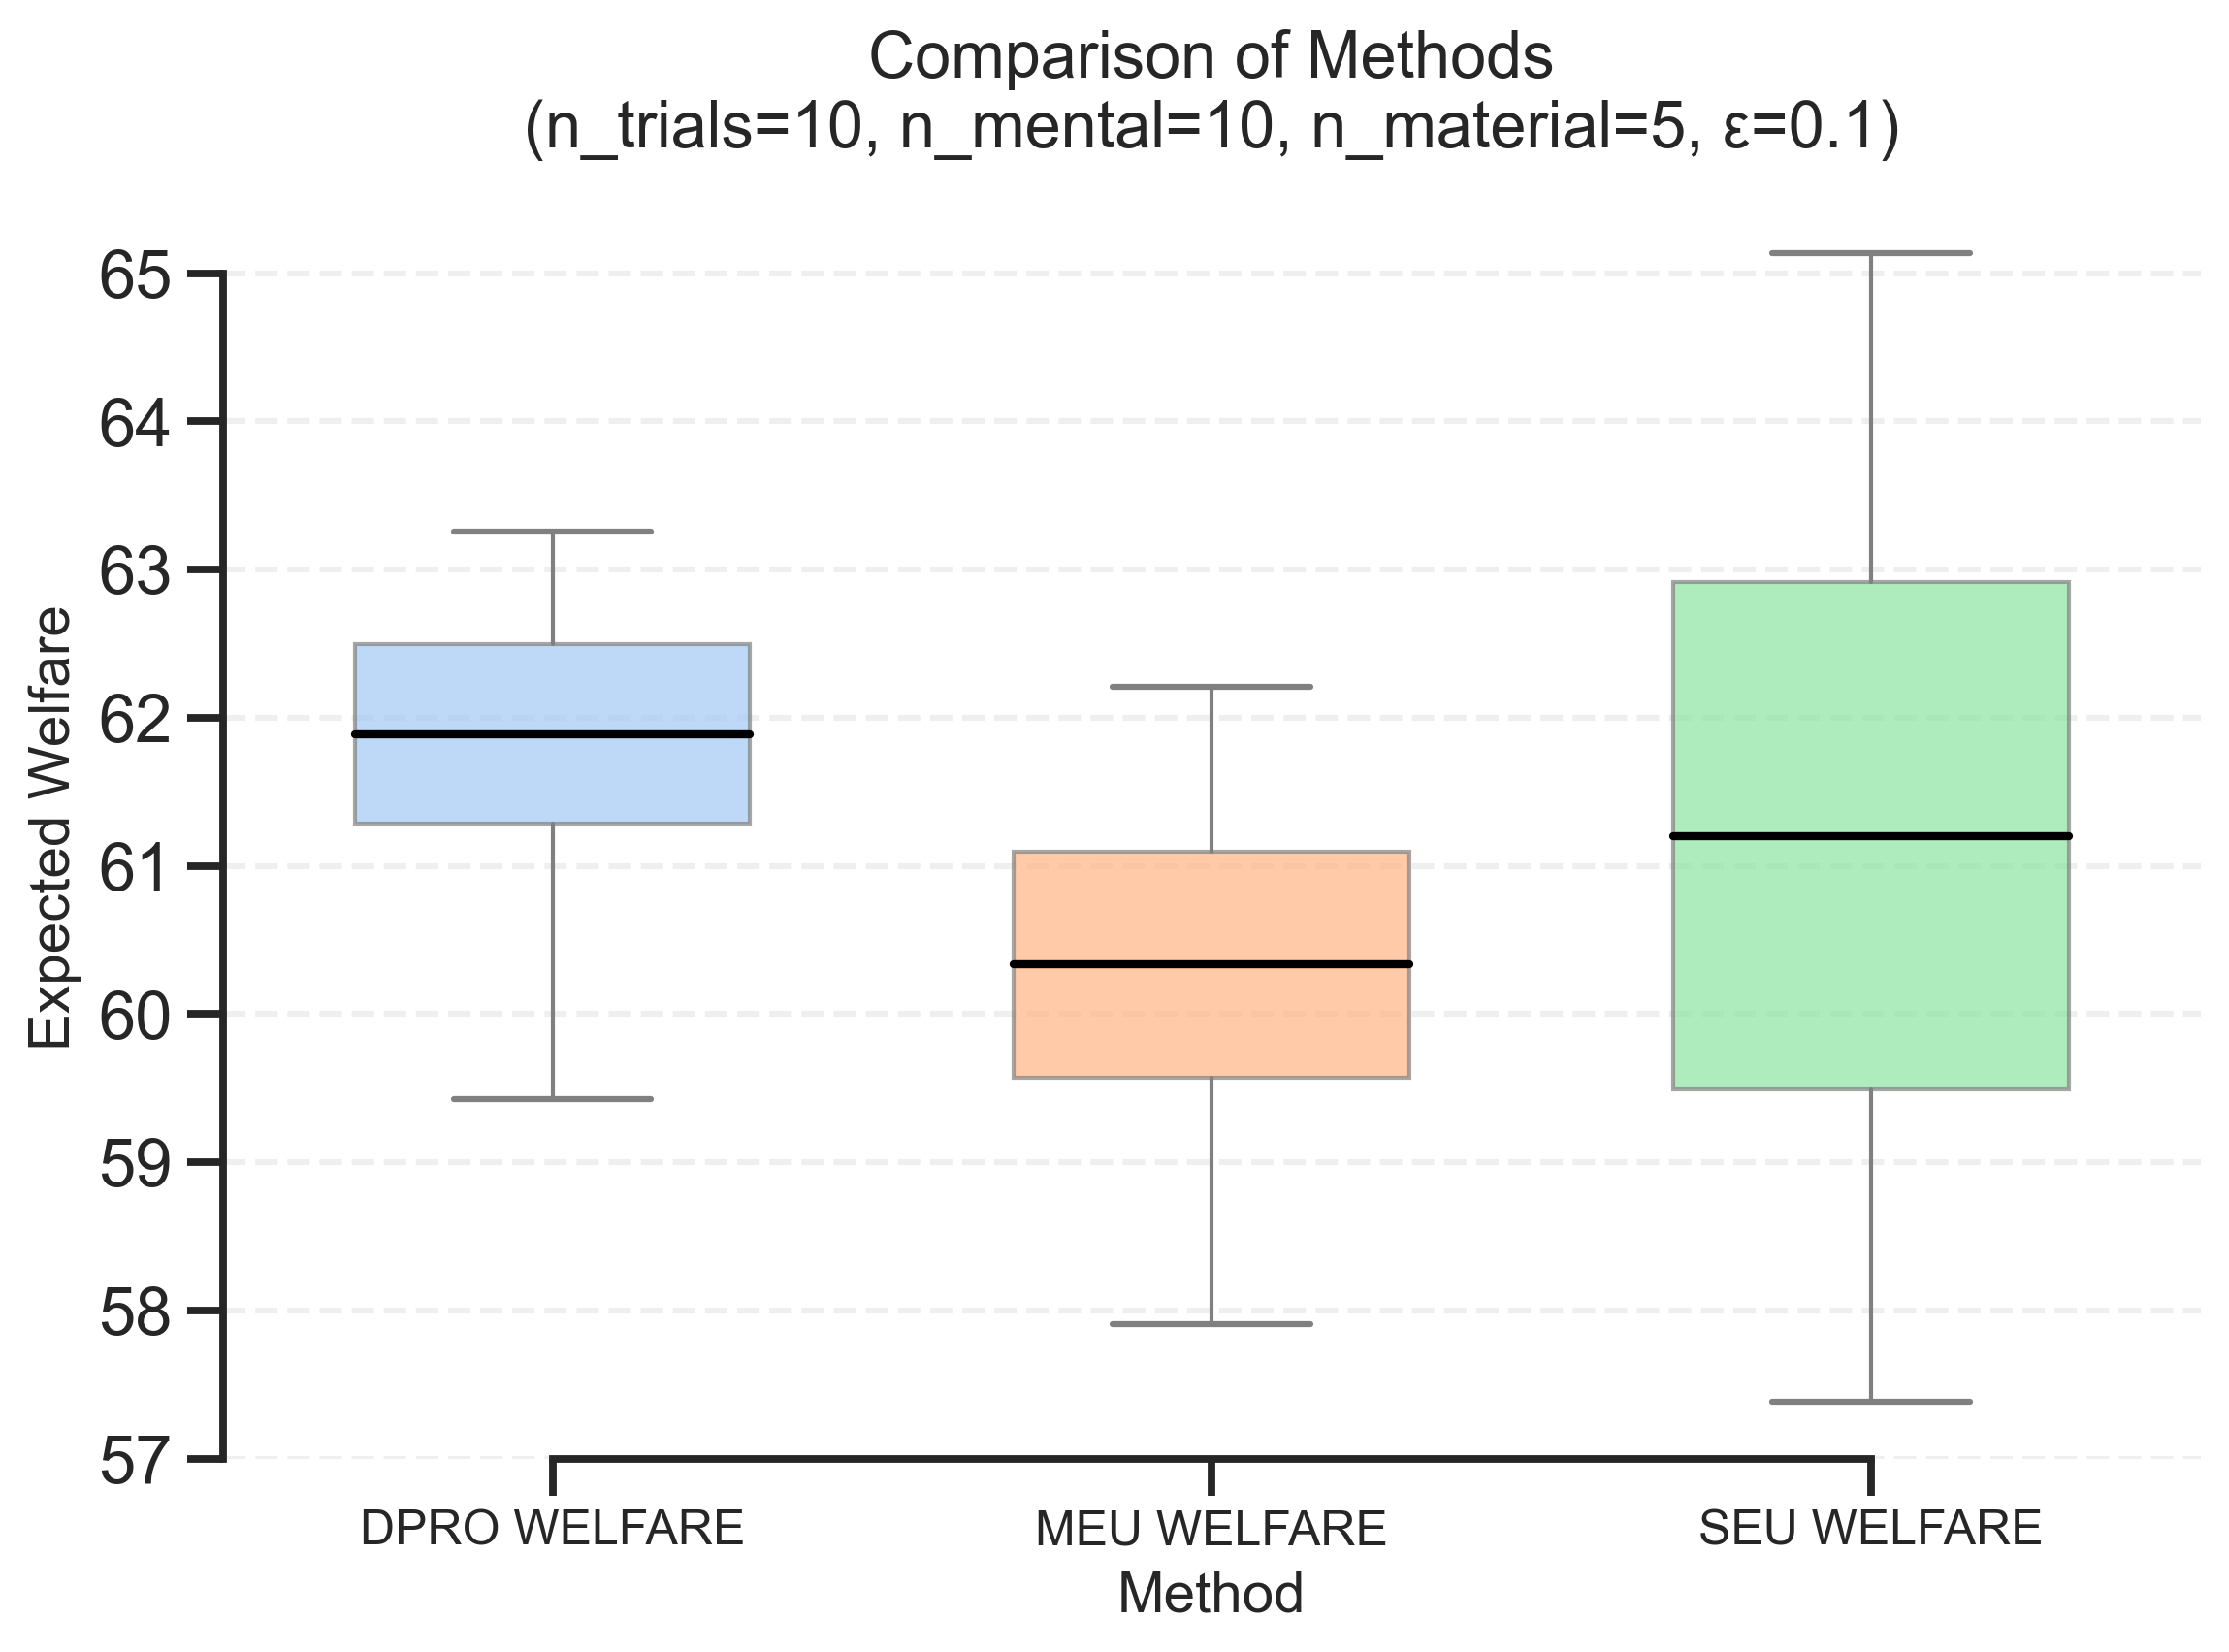 Comparison of Methods
(n_trials=10, n_mental=10, n_material=5, ε=0.1)
65
64
63
62
61
60
59
58
57
Expected Welfare
DPRO WELFARE
MEU WELFARE
SEU WELFARE
Method